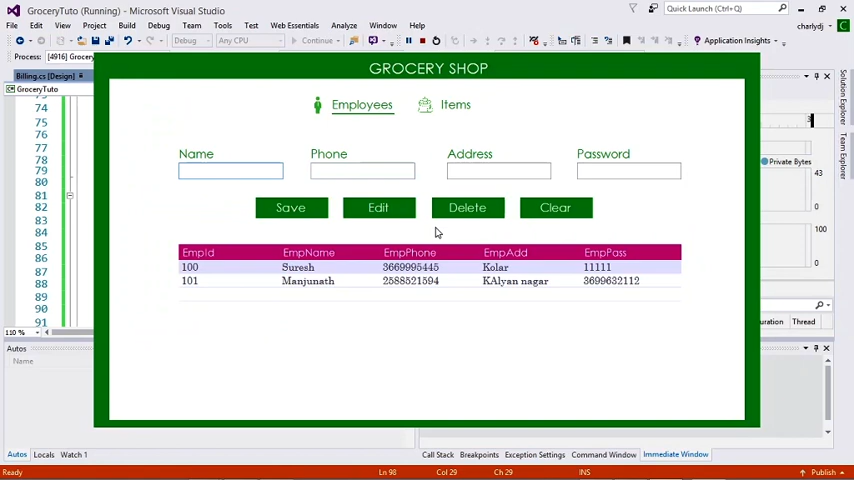 GroceryTuto (Running) - Microsoft Visual Studio
Quick Launch (Ctrl+Q)
File Edit View Project Build Debug Team Tools Test Web Essentials Analyze Window Help
charlydj
Debug Any CPU Continue Application Insights
Process: [4916] Grocery
Billing.cs [Design]
GroceryTuto
GROCERY SHOP
Employees Items
Name Phone Address Password
Save Edit Delete Clear
EmpId EmpName EmpPhone EmpAdd EmpPass
100 Suresh 3669995445 Kolar 11111
101 Manjunath 2588521594 KAlyan nagar 3699632112
74
75
76
77
78
79
80
81
82
83
84
85
86
87
88
89
90
91
110 %
Private Bytes
43
0
100
0
Solution Explorer
Team Explorer
uration Thread
Autos
Name
Autos Locals Watch 1
Call Stack Breakpoints Exception Settings Command Window Immediate Window
Ready Ln 98 Col 29 Ch 29 INS Publish